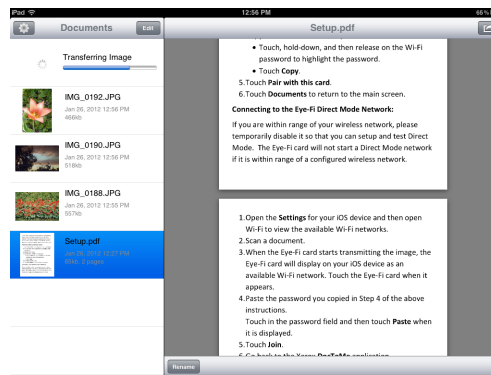 iPad 12:56 PM 66%
Documents Edit Setup.pdf
Transferring Image
IMG_0192.JPG
Jan 26, 2012 12:56 PM
466kb
IMG_0190.JPG
Jan 26, 2012 12:56 PM
518kb
IMG_0188.JPG
Jan 26, 2012 12:55 PM
557kb
Setup.pdf
Jan 26, 2012 12:27 PM
2 pages
• Touch, hold-down, and then release on the Wi-Fi
password to highlight the password.
• Touch Copy.
5.Touch Pair with this card.
6.Touch Documents to return to the main screen.
Connecting to the Eye-Fi Direct Mode Network:
If you are within range of your wireless network, please
temporarily disable it so that you can setup and test Direct
Mode. The Eye-Fi card will not start a Direct Mode network
if it is within range of a configured wireless network.
1.Open the Settings for your iOS device and then open
Wi-Fi to view the available Wi-Fi networks.
2.Scan a document.
3.When the Eye-Fi card starts transmitting the image, the
Eye-Fi card will display on your iOS device as an
available Wi-Fi network. Touch the Eye-Fi card when it
appears.
4.Paste the password you copied in Step 4 of the above
instructions.
Touch in the password field and then touch Paste when
it is displayed.
5.Touch Join.
6.Go back to the Xerox DocToMe application
Rename